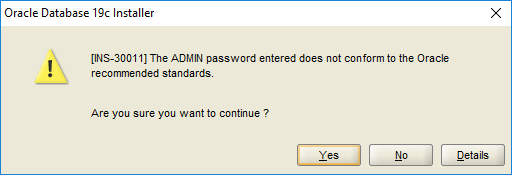 Oracle Database 19c Installer
[INS-30011] The ADMIN password entered does not conform to the Oracle
recommended standards.
Are you sure you want to continue ?
Yes No Details